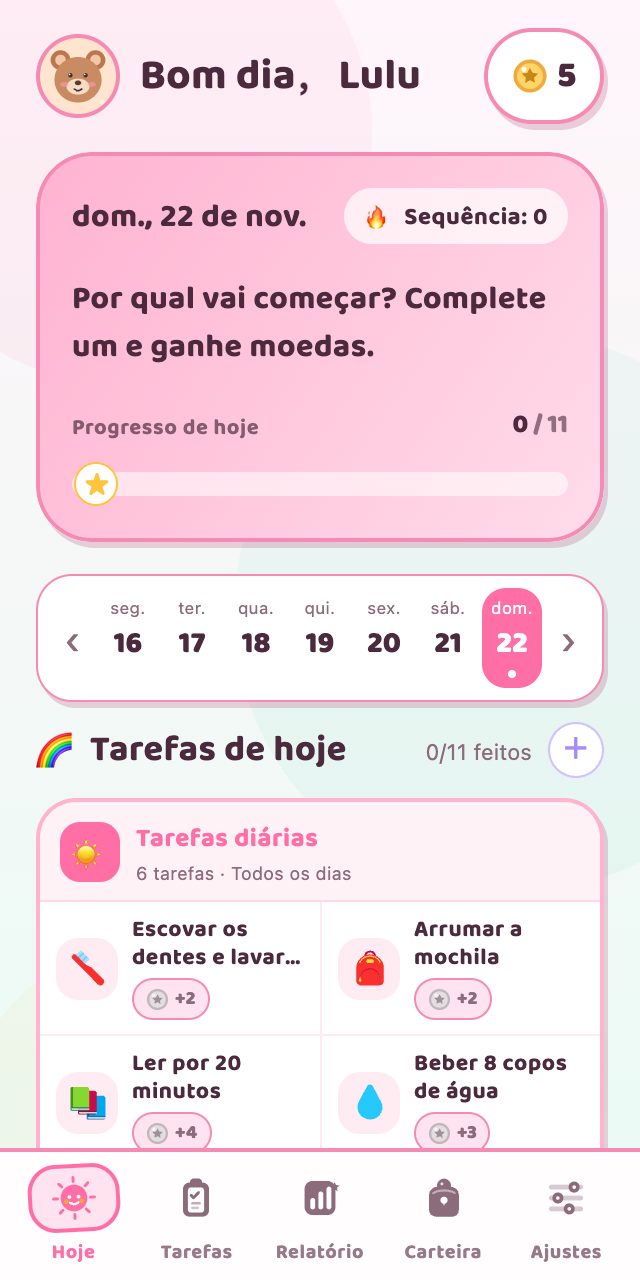 Bom dia, Lulu
5
dom., 22 de nov.
Sequência: 0
Por qual vai começar? Complete
um e ganhe moedas.
Progresso de hoje
0 / 11
seg. ter. qua. qui. sex. sáb. dom.
‹ 16 17 18 19 20 21 22 ›
Tarefas de hoje
0/11 feitos
+
Tarefas diárias
6 tarefas · Todos os dias
Escovar os
dentes e lavar...
+2
Arrumar a
mochila
+2
Ler por 20
minutos
+4
Beber 8 copos
de água
+3
Hoje
Tarefas
Relatório
Carteira
Ajustes